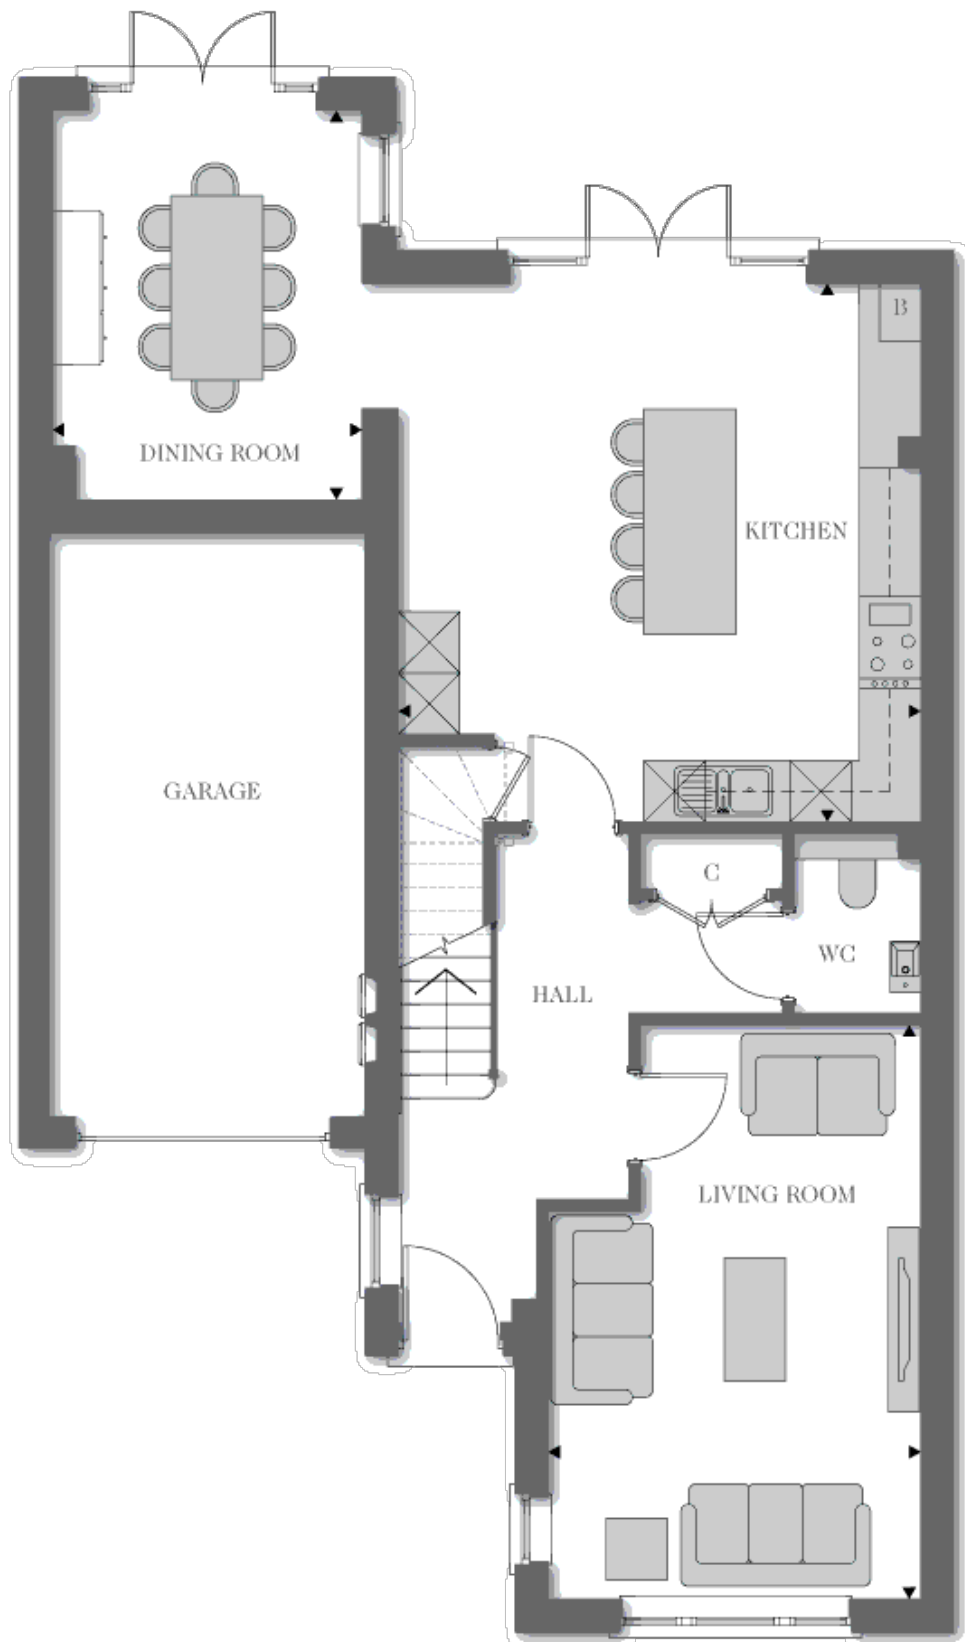 B
DINING ROOM
KITCHEN
GARAGE
C
WC
HALL
LIVING ROOM